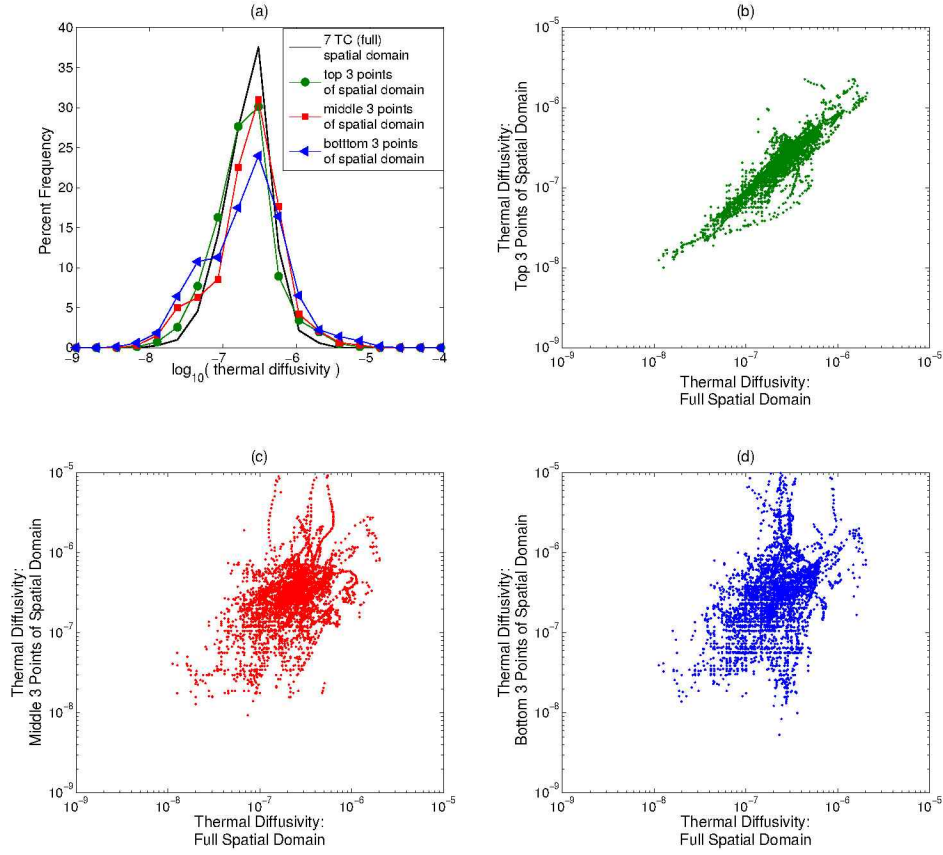 (a)
Percent Frequency
40
35
30
25
20
15
10
5
0
-9
-8
-7
-6
-5
-4
log10( thermal diffusivity )
7 TC (full)
spatial domain
top 3 points
of spatial domain
middle 3 points
of spatial domain
botttom 3 points
of spatial domain
(b)
Thermal Diffusivity:
Top 3 Points of Spatial Domain
10-5
10-6
10-7
10-8
10-9
10-9
10-8
10-7
10-6
10-5
Thermal Diffusivity:
Full Spatial Domain
(c)
Thermal Diffusivity:
Middle 3 Points of Spatial Domain
10-5
10-6
10-7
10-8
10-9
10-9
10-8
10-7
10-6
10-5
Thermal Diffusivity:
Full Spatial Domain
(d)
Thermal Diffusivity:
Bottom 3 Points of Spatial Domain
10-5
10-6
10-7
10-8
10-9
10-9
10-8
10-7
10-6
10-5
Thermal Diffusivity:
Full Spatial Domain